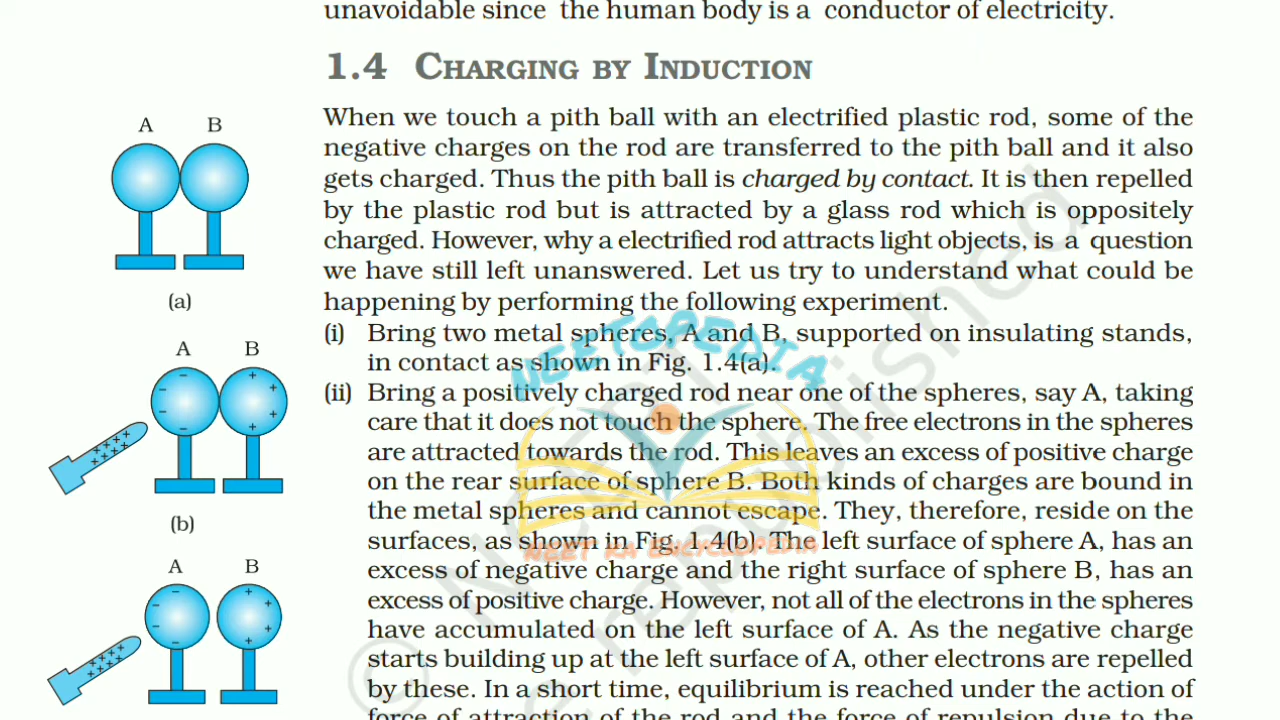 unavoidable since the human body is a conductor of electricity.
1.4 CHARGING BY INDUCTION
When we touch a pith ball with an electrified plastic rod, some of the
negative charges on the rod are transferred to the pith ball and it also
gets charged. Thus the pith ball is charged by contact. It is then repelled
by the plastic rod but is attracted by a glass rod which is oppositely
charged. However, why a electrified rod attracts light objects, is a question
we have still left unanswered. Let us try to understand what could be
happening by performing the following experiment.
(i) Bring two metal spheres, A and B, supported on insulating stands,
in contact as shown in Fig. 1.4(a).
(ii) Bring a positively charged rod near one of the spheres, say A, taking
care that it does not touch the sphere. The free electrons in the spheres
are attracted towards the rod. This leaves an excess of positive charge
on the rear surface of sphere B. Both kinds of charges are bound in
the metal spheres and cannot escape. They, therefore, reside on the
surfaces, as shown in Fig. 1.4(b). The left surface of sphere A, has an
excess of negative charge and the right surface of sphere B, has an
excess of positive charge. However, not all of the electrons in the spheres
have accumulated on the left surface of A. As the negative charge
starts building up at the left surface of A, other electrons are repelled
by these. In a short time, equilibrium is reached under the action of
force of attraction of the rod and the force of repulsion due to the
A B
(a)
A B
(b)
A B
NEETOPEDIA
NEET KA ENCYCLOPEDIA
© NCERT
be republished